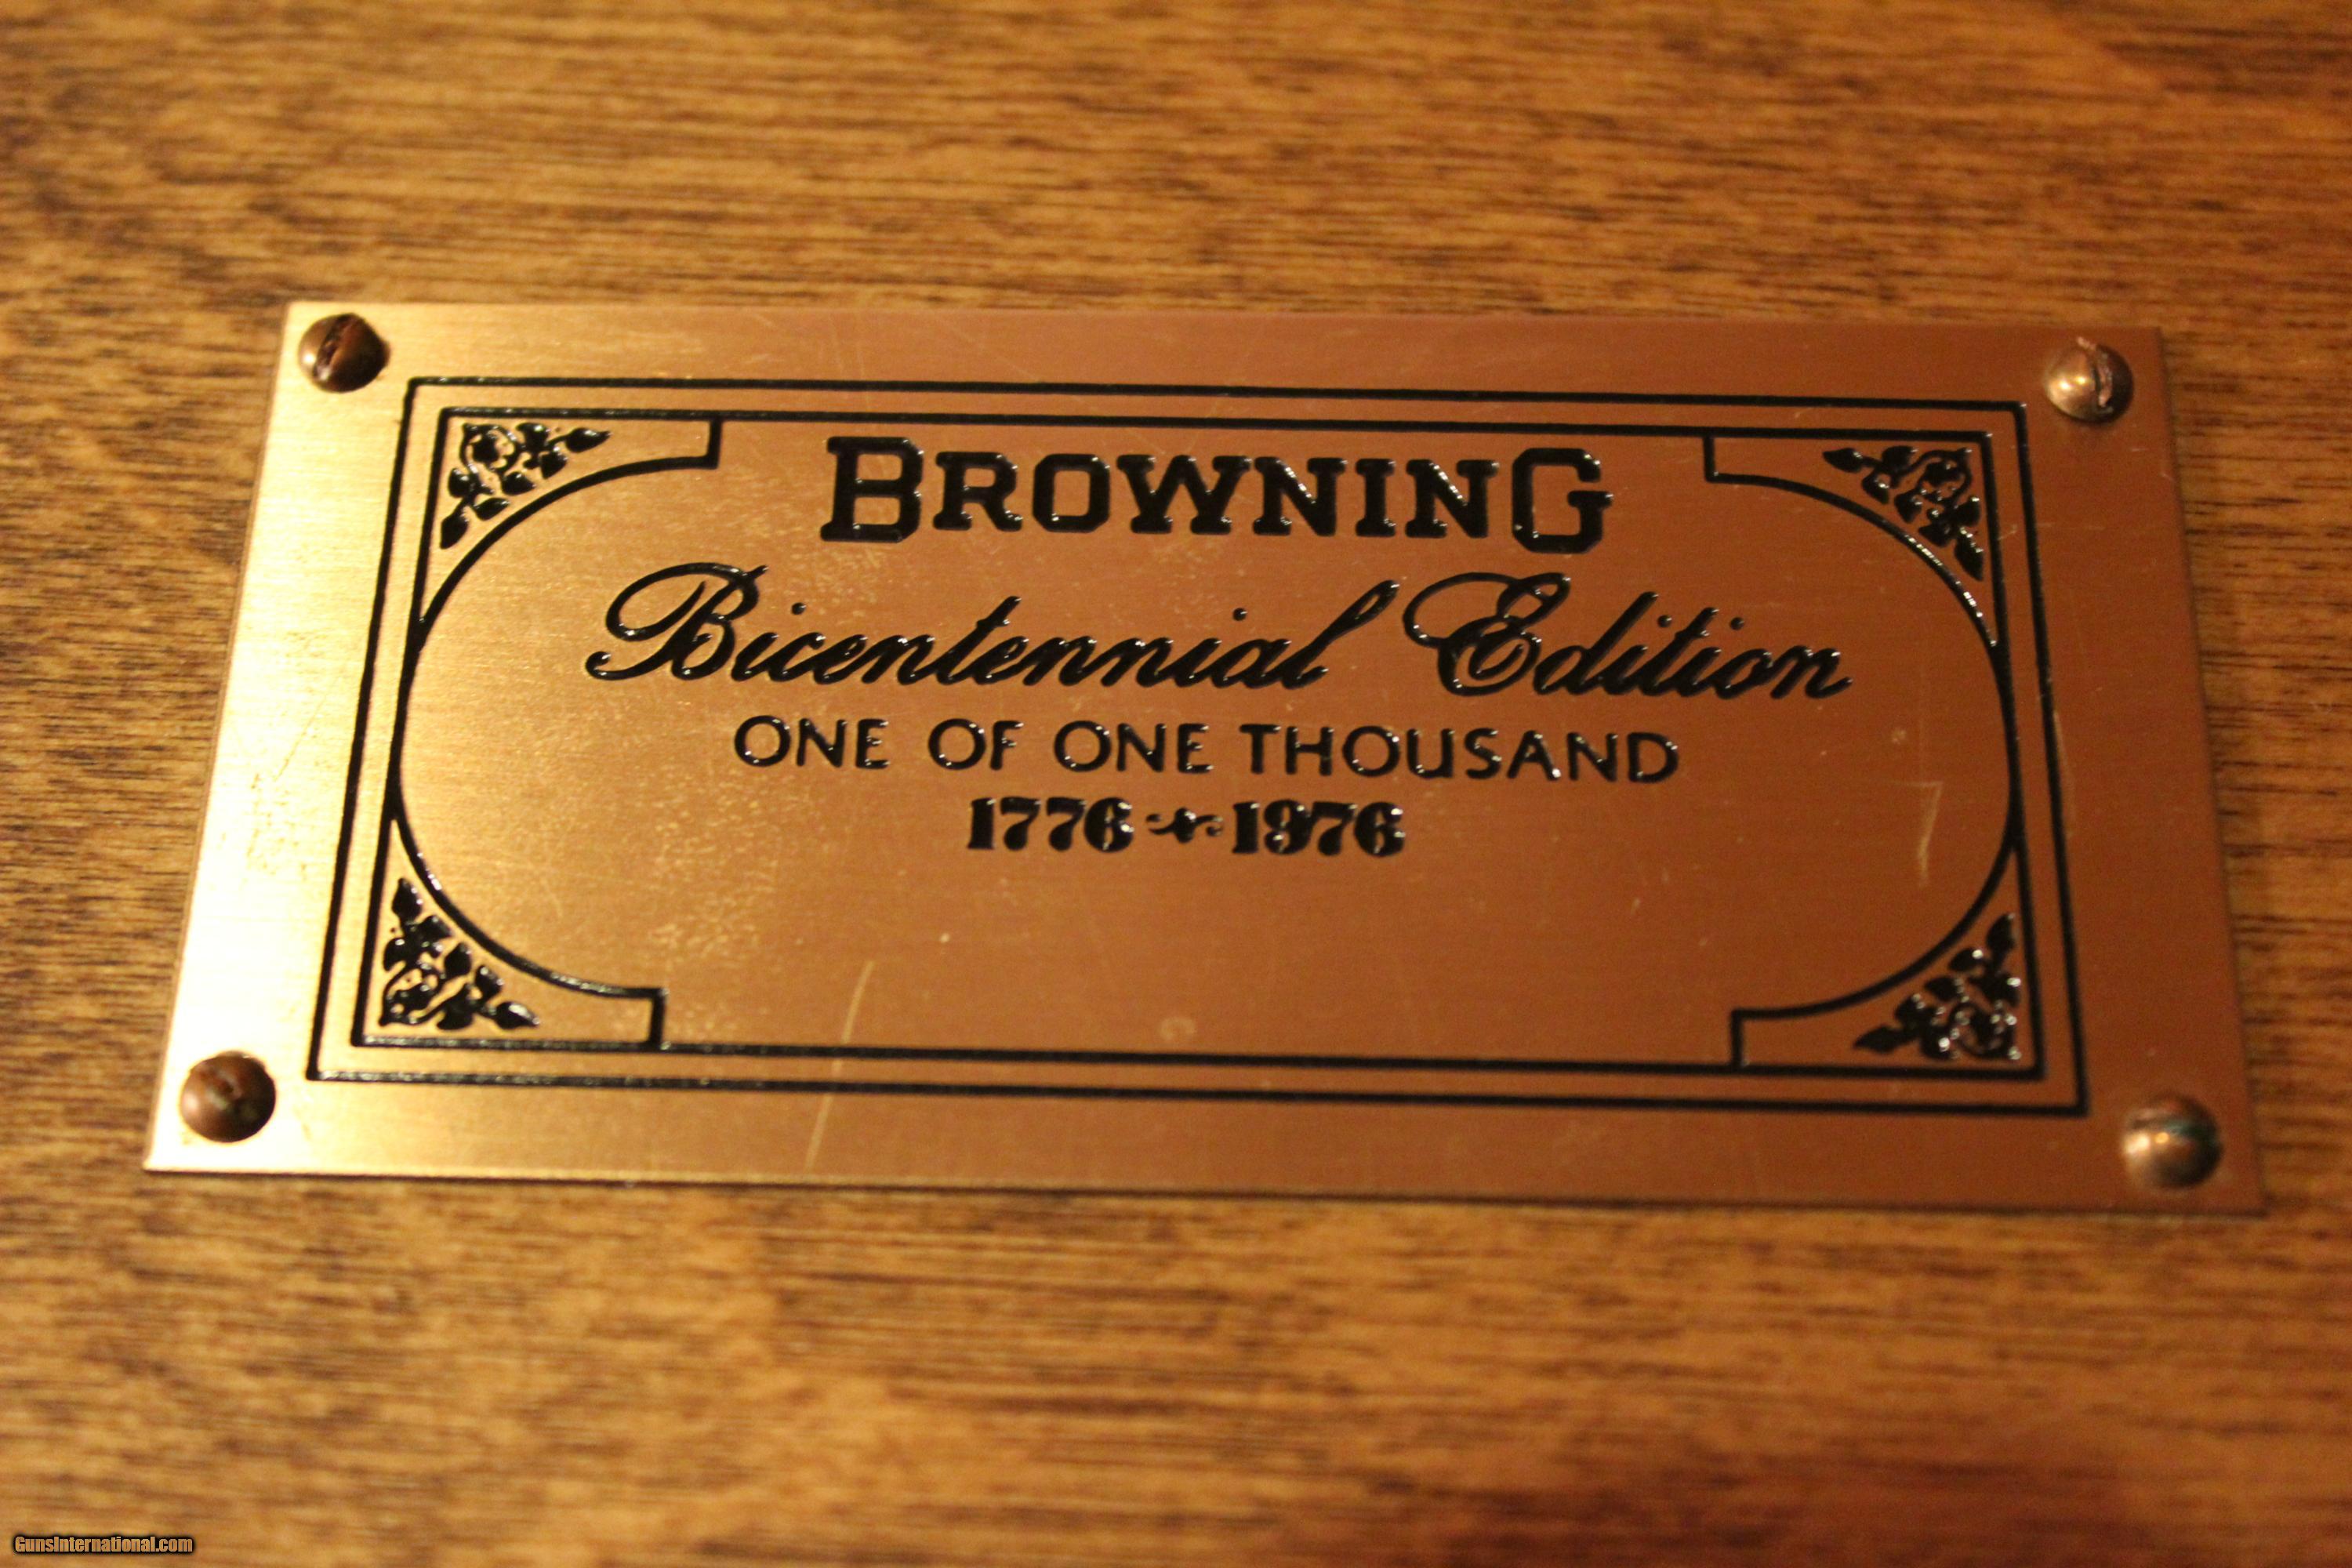 BROWNING
Bicentennial Edition
ONE OF ONE THOUSAND
1776 1976
GunsInternational.com